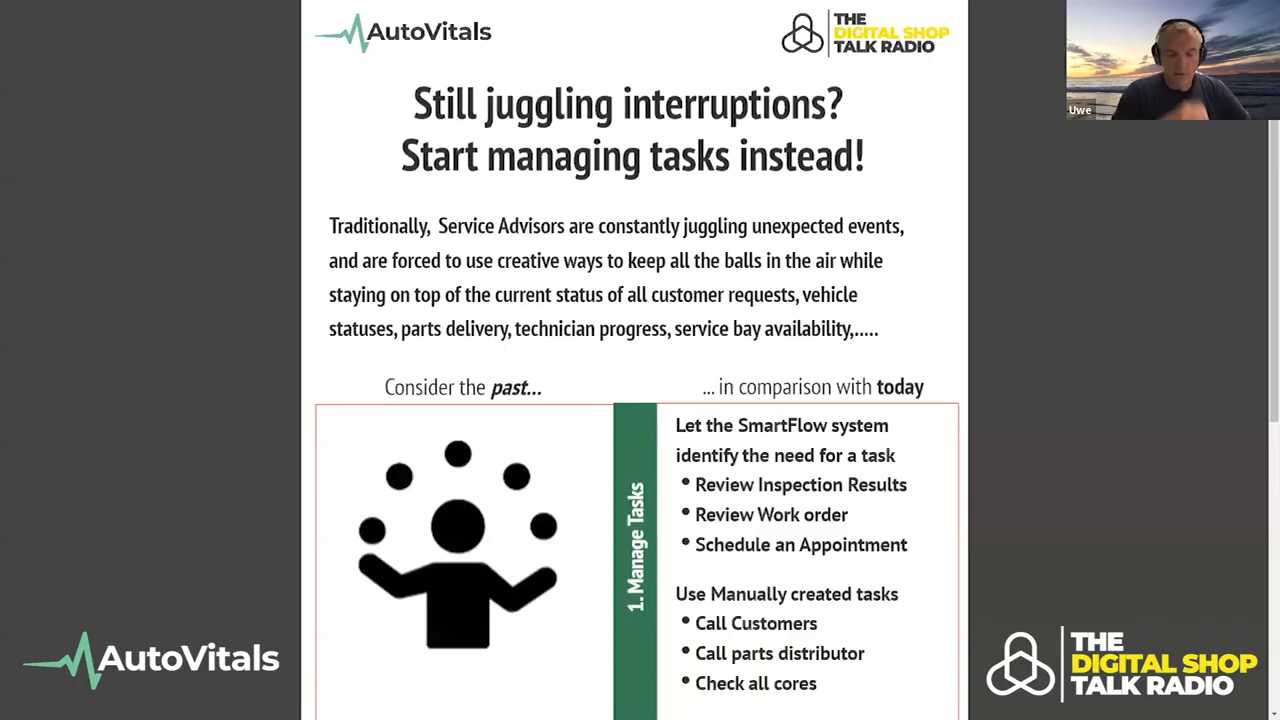 AutoVitals
THE
DIGITAL SHOP
TALK RADIO
Uwe
Still juggling interruptions?
Start managing tasks instead!
Traditionally, Service Advisors are constantly juggling unexpected events,
and are forced to use creative ways to keep all the balls in the air while
staying on top of the current status of all customer requests, vehicle
statuses, parts delivery, technician progress, service bay availability,.....
Consider the past...
... in comparison with today
1. Manage Tasks
Let the SmartFlow system
identify the need for a task
• Review Inspection Results
• Review Work order
• Schedule an Appointment
Use Manually created tasks
• Call Customers
• Call parts distributor
• Check all cores
AutoVitals
THE
DIGITAL SHOP
TALK RADIO